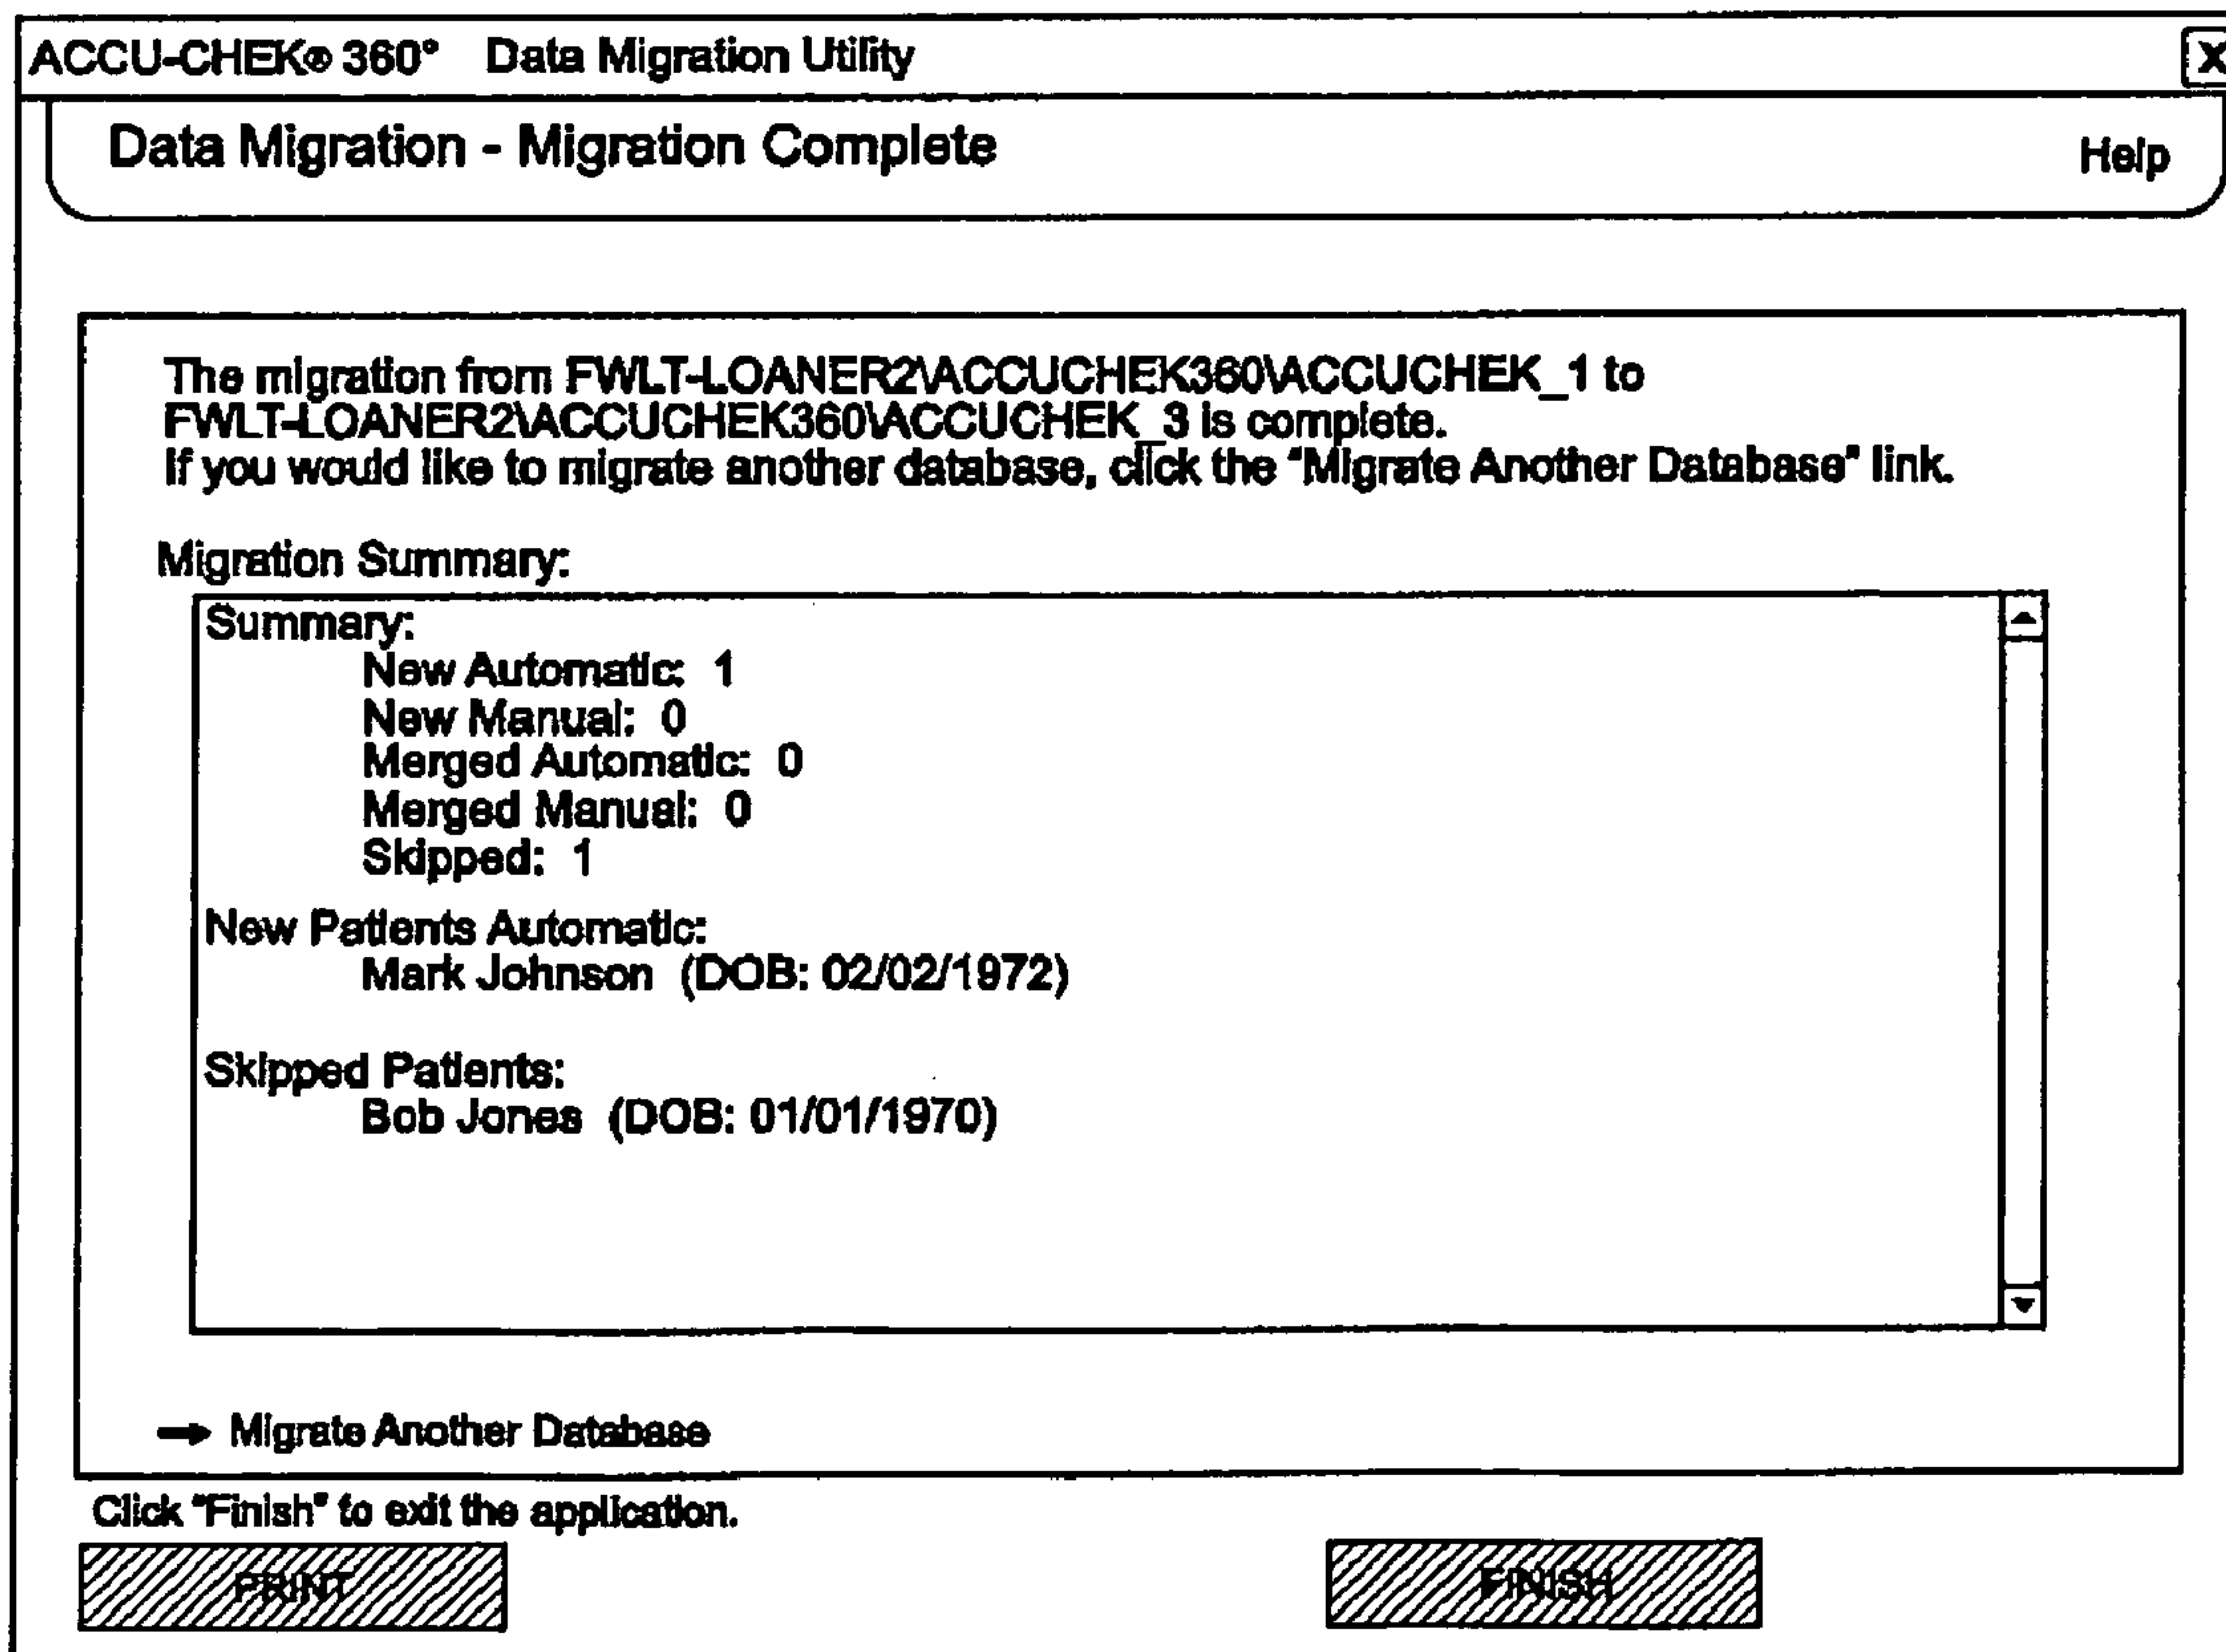 ACCU-CHEK® 360° Data Migration Utility X
Data Migration - Migration Complete Help
The migration from FWLT-LOANER2\ACCUCHEK360\ACCUCHEK_1 to
FWLT-LOANER2\ACCUCHEK360\ACCUCHEK_3 is complete.
If you would like to migrate another database, click the "Migrate Another Database" link.
Migration Summary:
Summary:
New Automatic: 1
New Manual: 0
Merged Automatic: 0
Merged Manual: 0
Skipped: 1
New Patients Automatic:
Mark Johnson (DOB: 02/02/1972)
Skipped Patients:
Bob Jones (DOB: 01/01/1970)
→ Migrate Another Database
Click "Finish" to exit the application.
PRINT FINISH